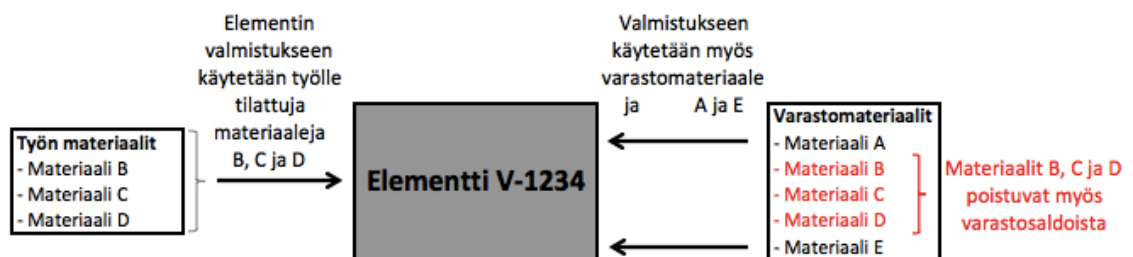 Elementin
valmistukseen
käytetään työlle
tilattuja
materiaaleja
B, C ja D
Valmistukseen
käytetään myös
varastomateriaale
ja A ja E
Työn materiaalit
- Materiaali B
- Materiaali C
- Materiaali D
Elementti V-1234
Varastomateriaalit
- Materiaali A
- Materiaali B
- Materiaali C
- Materiaali D
- Materiaali E
Materiaalit B, C ja D
poistuvat myös
varastosaldoista